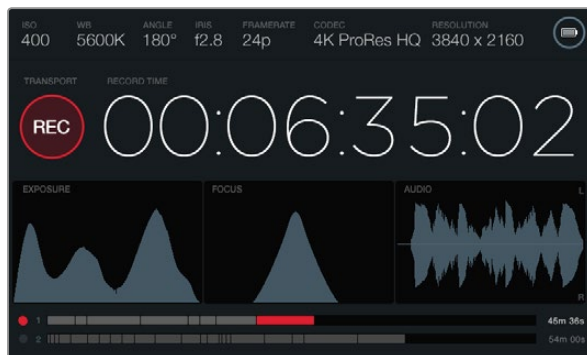 ISO WB ANGLE IRIS FRAMERATE CODEC RESOLUTION
400 5600K 180° f2.8 24p 4K ProRes HQ 3840 x 2160
TRANSPORT RECORD TIME
REC 00:06:35:02
EXPOSURE FOCUS AUDIO L
R
1 45m 36s
2 54m 00s